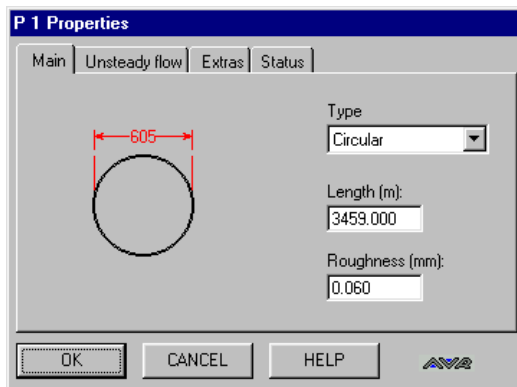 P 1 Properties
Main Unsteady flow Extras Status
605
Type
Circular
Length (m):
3459.000
Roughness (mm):
0.060
OK CANCEL HELP